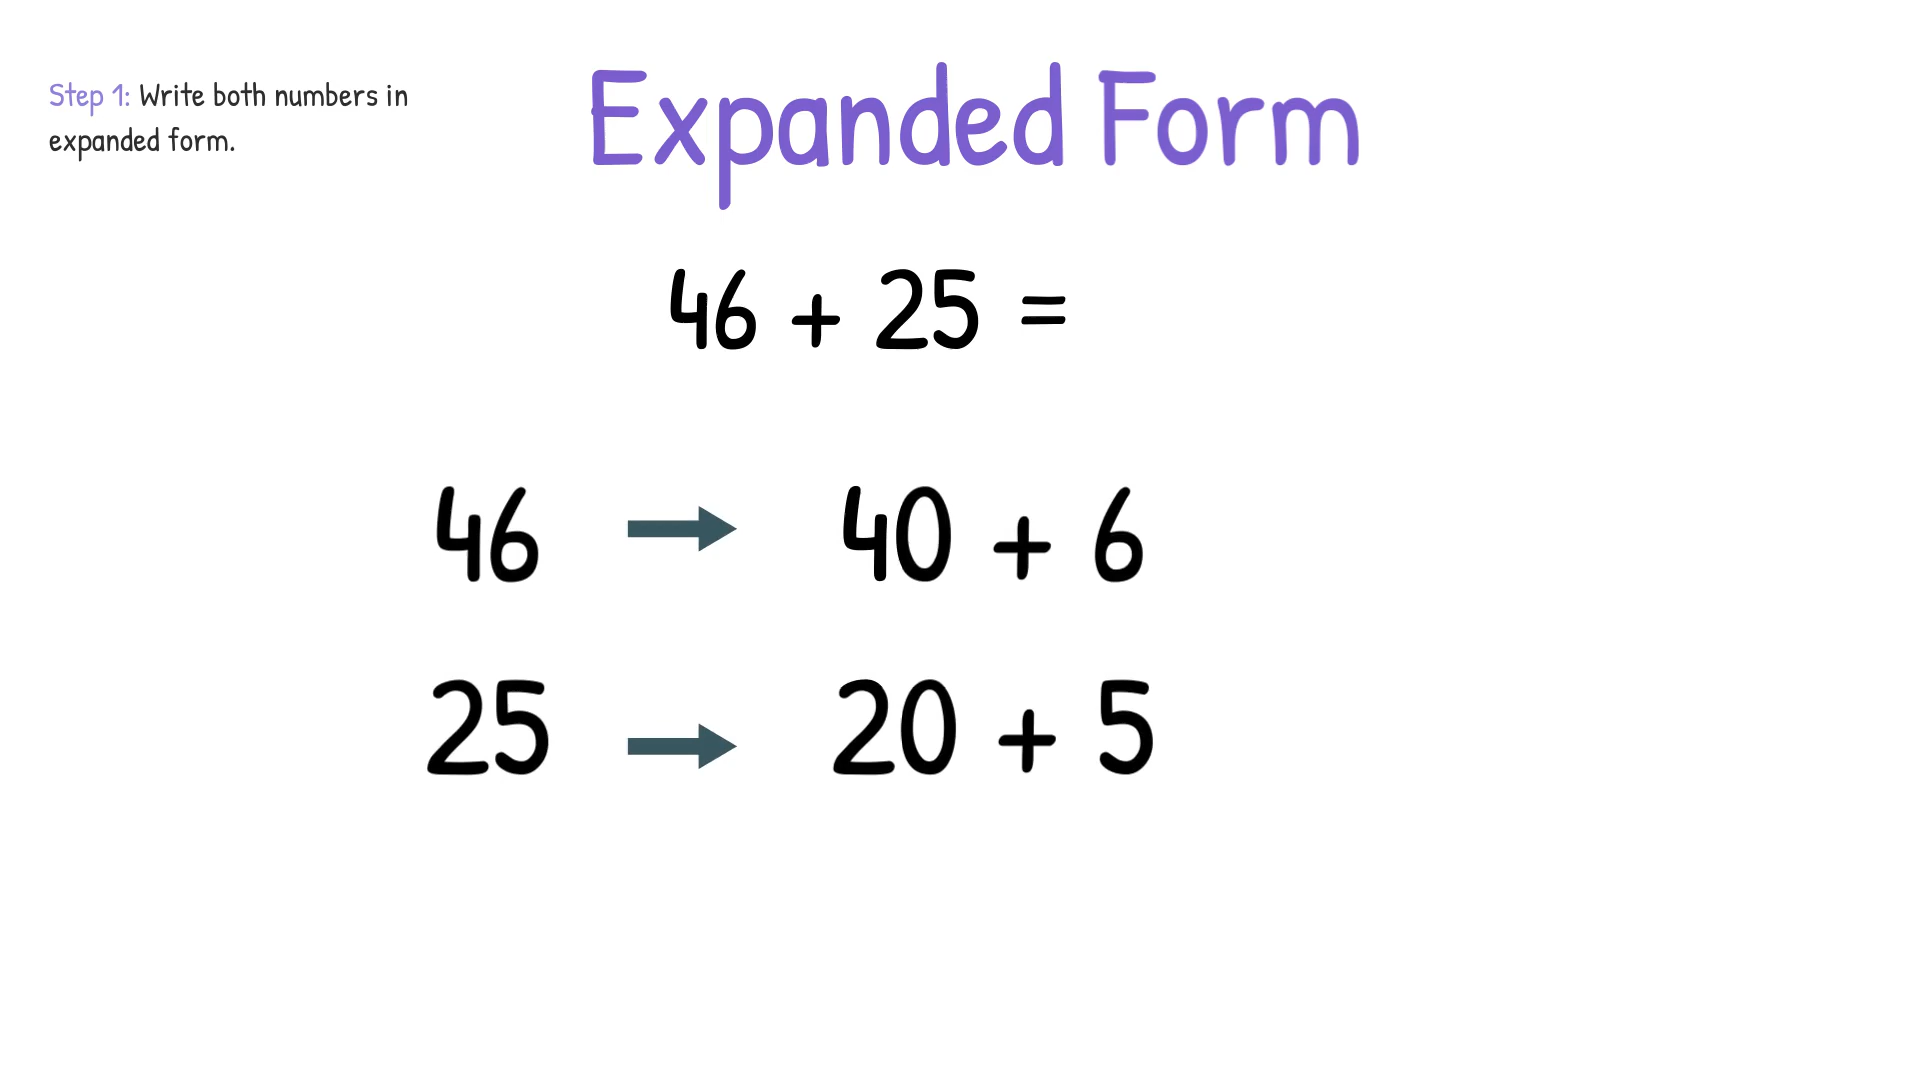 Step 1: Write both numbers in
expanded form.
Expanded Form
46 + 25 =
46 → 40 + 6
25 → 20 + 5